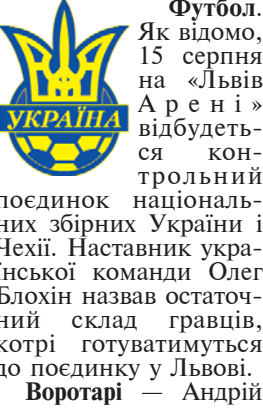 Футбол.
Як відомо,
15 серпня
на «Львів
Арені»
відбудеть-
ся кон-
трольний
поєдинок національ-
них збірних України і
Чехії. Наставник укра-
їнської команди Олег
Блохін назвав остаточ-
ний склад гравців,
котрі готуватимуться
до поєдинку у Львові.
Воротарі — Андрій
УКРАЇНА